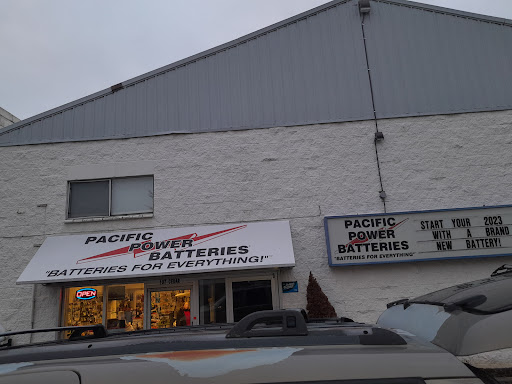 PACIFIC
POWER
BATTERIES
"BATTERIES FOR EVERYTHING!"
OPEN
PACIFIC
POWER
BATTERIES
"BATTERIES FOR EVERYTHING"
START YOUR 2023
WITH A BRAND
NEW BATTERY!